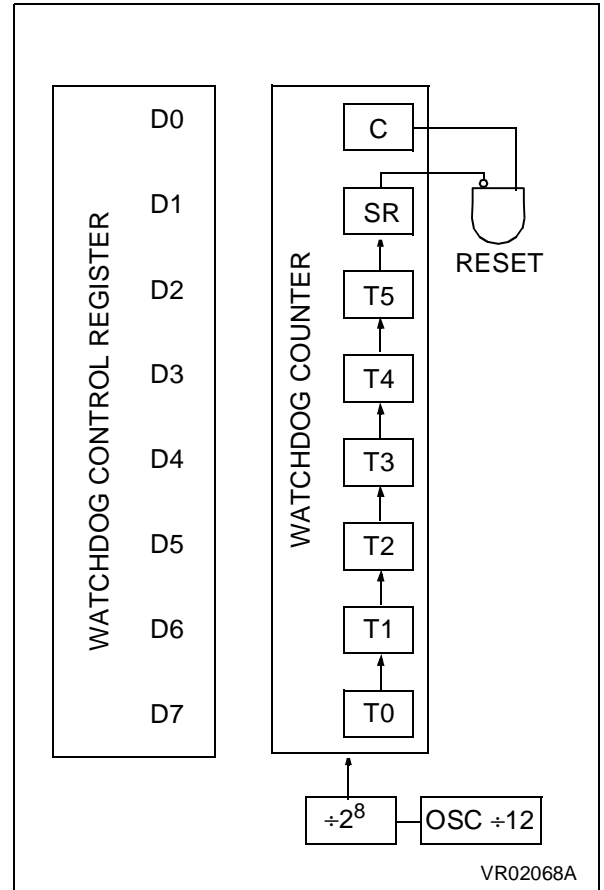 WATCHDOG CONTROL REGISTER
D0
D1
D2
D3
D4
D5
D6
D7
WATCHDOG COUNTER
C
SR
T5
T4
T3
T2
T1
T0
RESET
÷2⁸
OSC ÷12
VR02068A